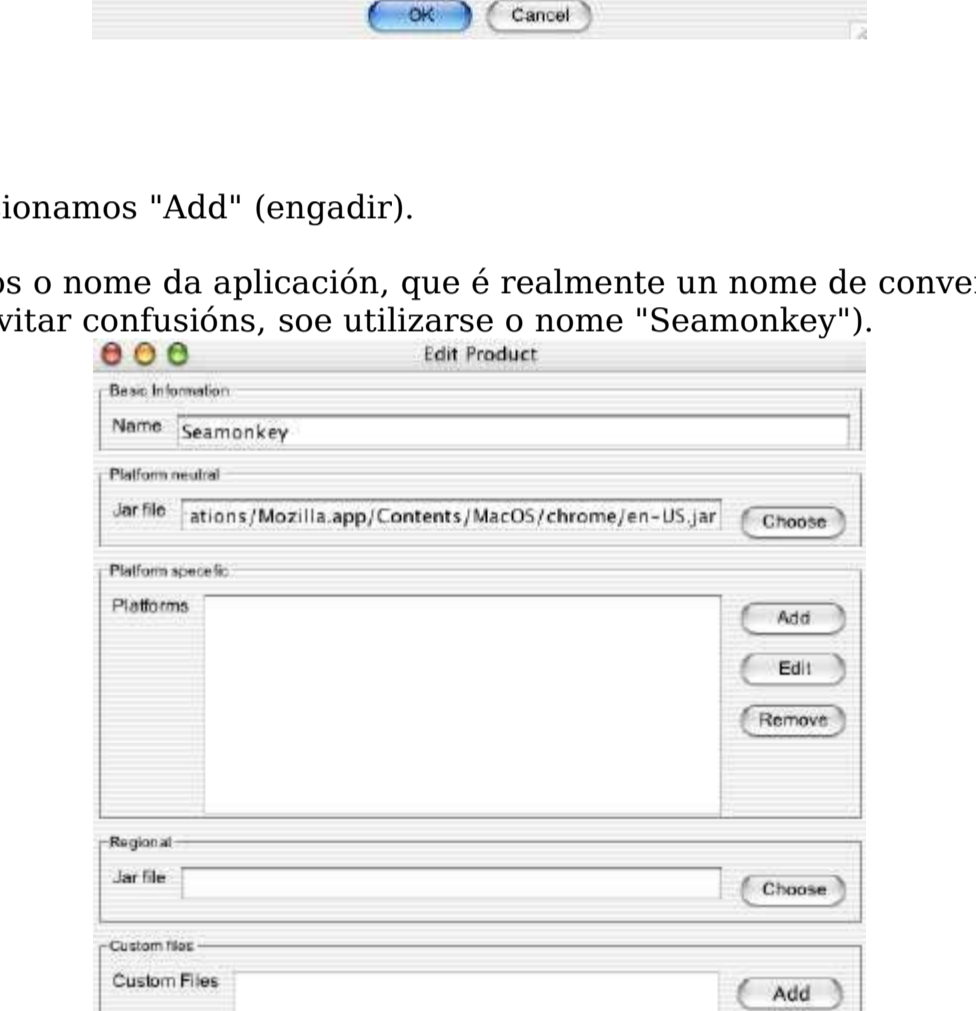 OK Cancel
ionamos "Add" (engadir).
os o nome da aplicación, que é realmente un nome de conve
vitar confusións, soe utilizarse o nome "Seamonkey").
Edit Product
Basic Information
Name Seamonkey
Platform neutral
Jar file ations/Mozilla.app/Contents/MacOS/chrome/en-US.jar Choose
Platform specefic
Platforms
Add
Edit
Remove
Regional
Jar file Choose
Custom files
Custom Files Add